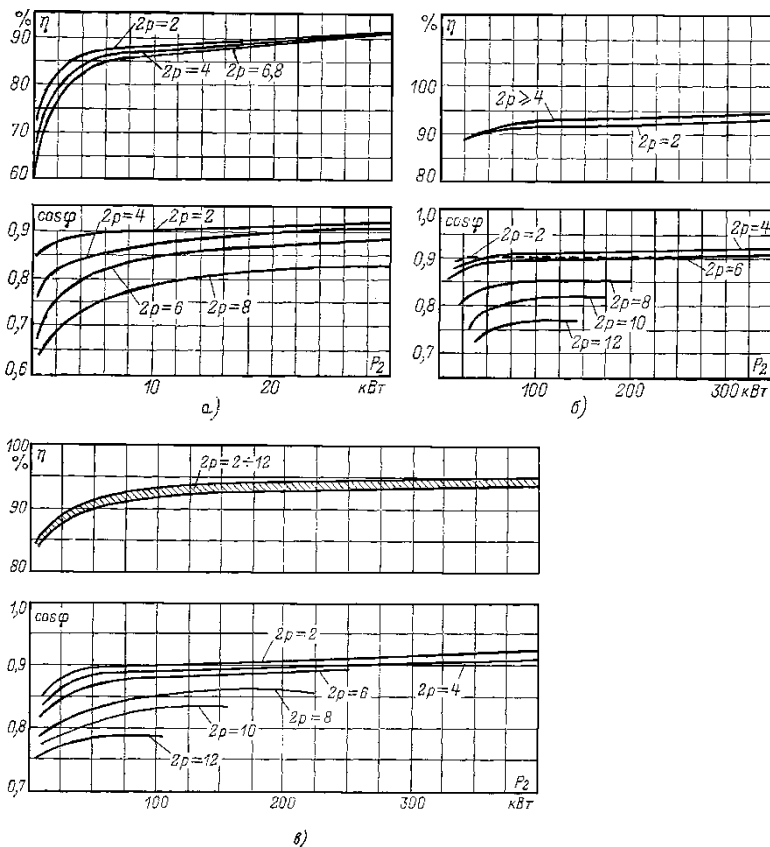 % η
90
80
70
60
2p=2
2p=4
2p=6,8
cosφ
0,9
0,8
0,7
0,6
2p=4
2p=2
2p=6
2p=8
10
20
P₂
кВт
а)
% η
100
90
80
2p⩾4
2p=2
1,0
cosφ
0,9
0,8
0,7
2p=2
2p=4
2p=6
2p=8
2p=10
2p=12
100
200
300 кВт
P₂
б)
100
% η
90
80
2p=2÷12
1,0
cosφ
0,9
0,8
0,7
2p=2
2p=6
2p=4
2p=8
2p=10
2p=12
100
200
300
P₂
кВт
в)